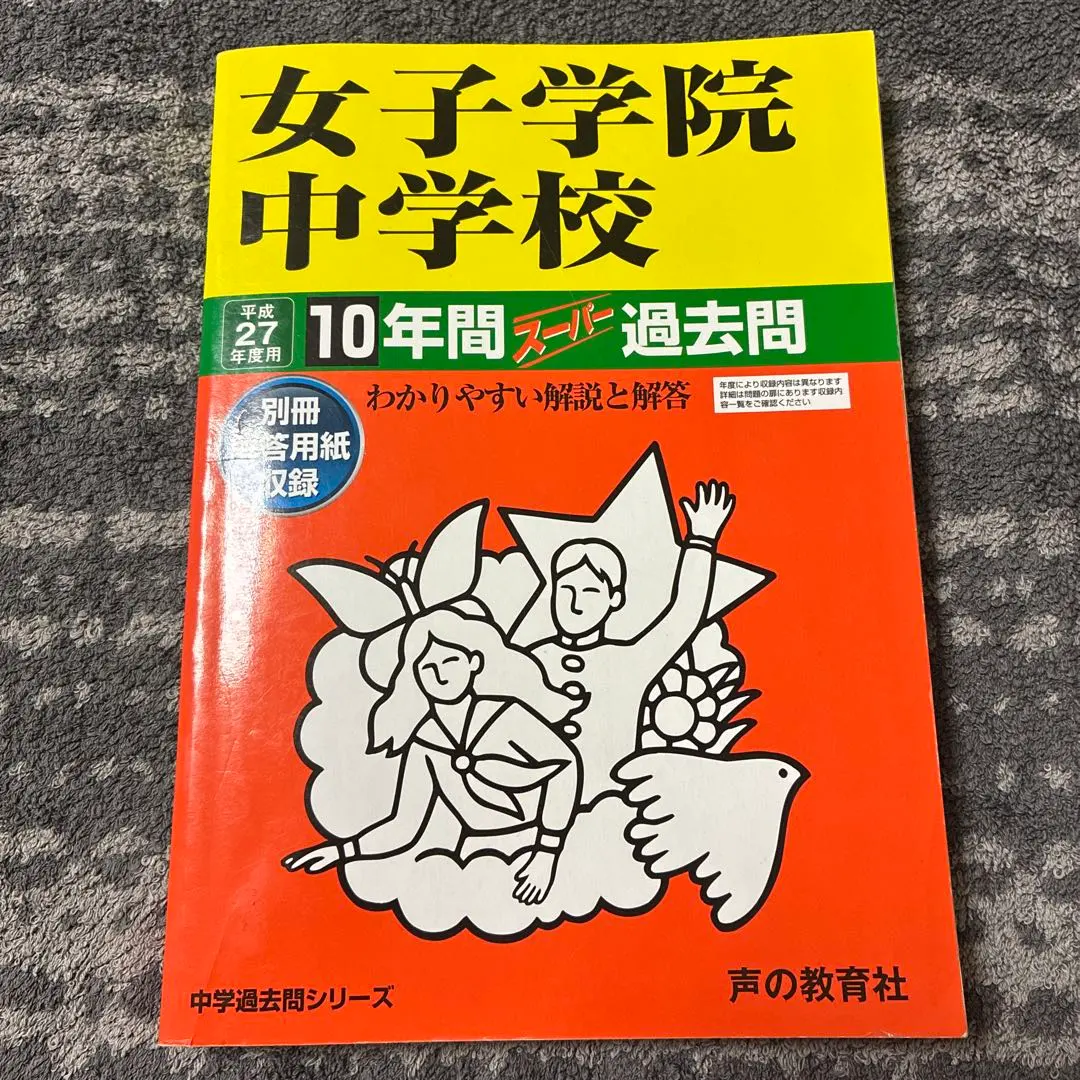 女子学院
中学校
平成
27
年度用
10年間スーパー過去問
わかりやすい解説と解答
年度により収録内容は異なります
詳細は問題の扉にあります収録内
容一覧をご確認ください
別冊
答用紙
収録
中学過去問シリーズ
声の教育社